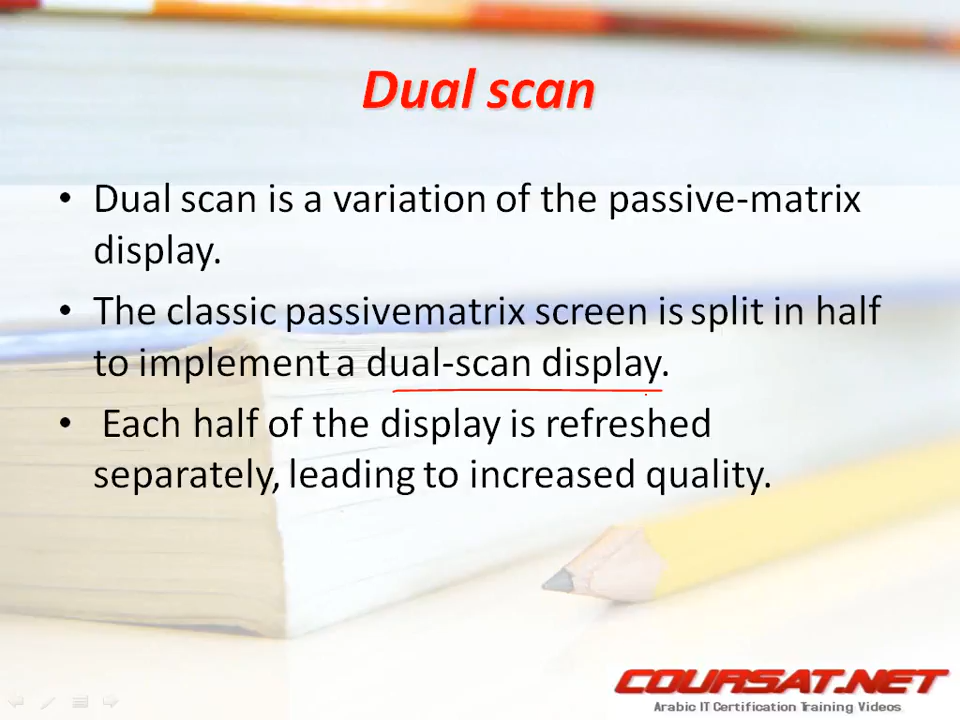 Dual scan
• Dual scan is a variation of the passive-matrix
display.
• The classic passivematrix screen is split in half
to implement a dual-scan display.
• Each half of the display is refreshed
separately, leading to increased quality.
COURSAT.NET
Arabic IT Certification Training Videos